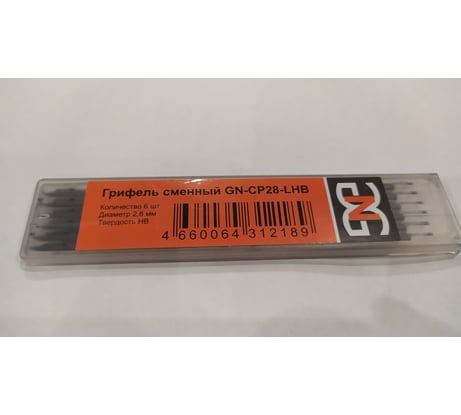 Грифель сменный GN-CP28-LHB
Количество 6 шт
Диаметр 2,8 мм
Твердость HB
4 660064 312189